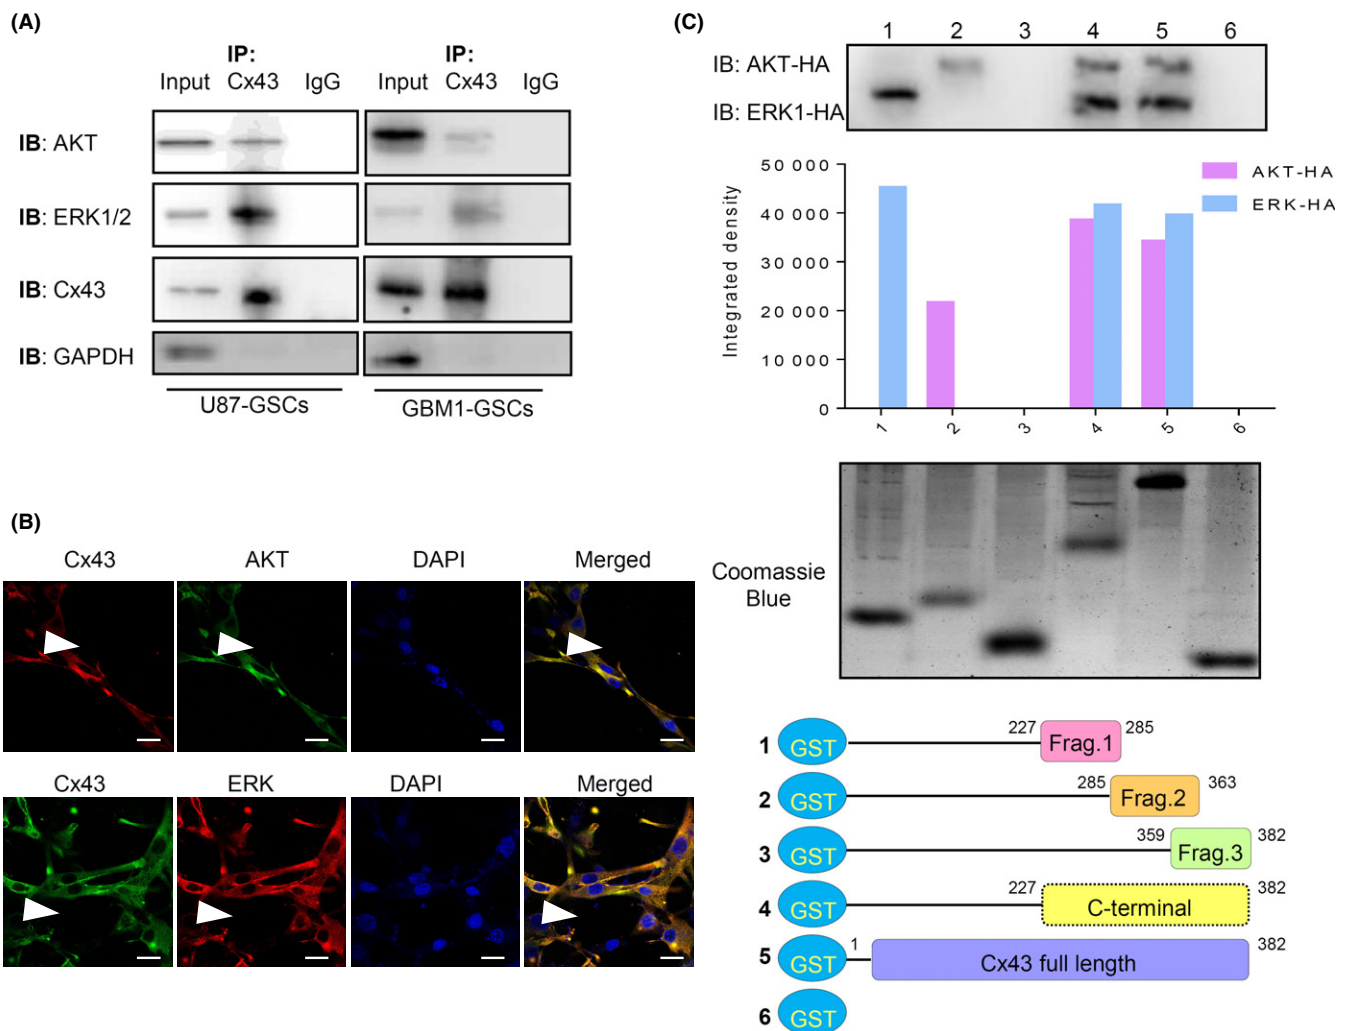 (A)
IP:
IP:
Input Cx43 IgG
Input Cx43 IgG
IB: AKT
IB: ERK1/2
IB: Cx43
IB: GAPDH
U87-GSCs
GBM1-GSCs
(B)
Cx43 AKT DAPI Merged
Cx43 ERK DAPI Merged
(C)
1 2 3 4 5 6
IB: AKT-HA
IB: ERK1-HA
Integrated density
50 000
40 000
30 000
20 000
10 000
0
AKT-HA
ERK-HA
1 2 3 4 5 6
Coomassie
Blue
1 GST 227 Frag.1 285
2 GST 285 Frag.2 363
3 GST 359 Frag.3 382
4 GST 227 C-terminal 382
5 GST 1 Cx43 full length 382
6 GST